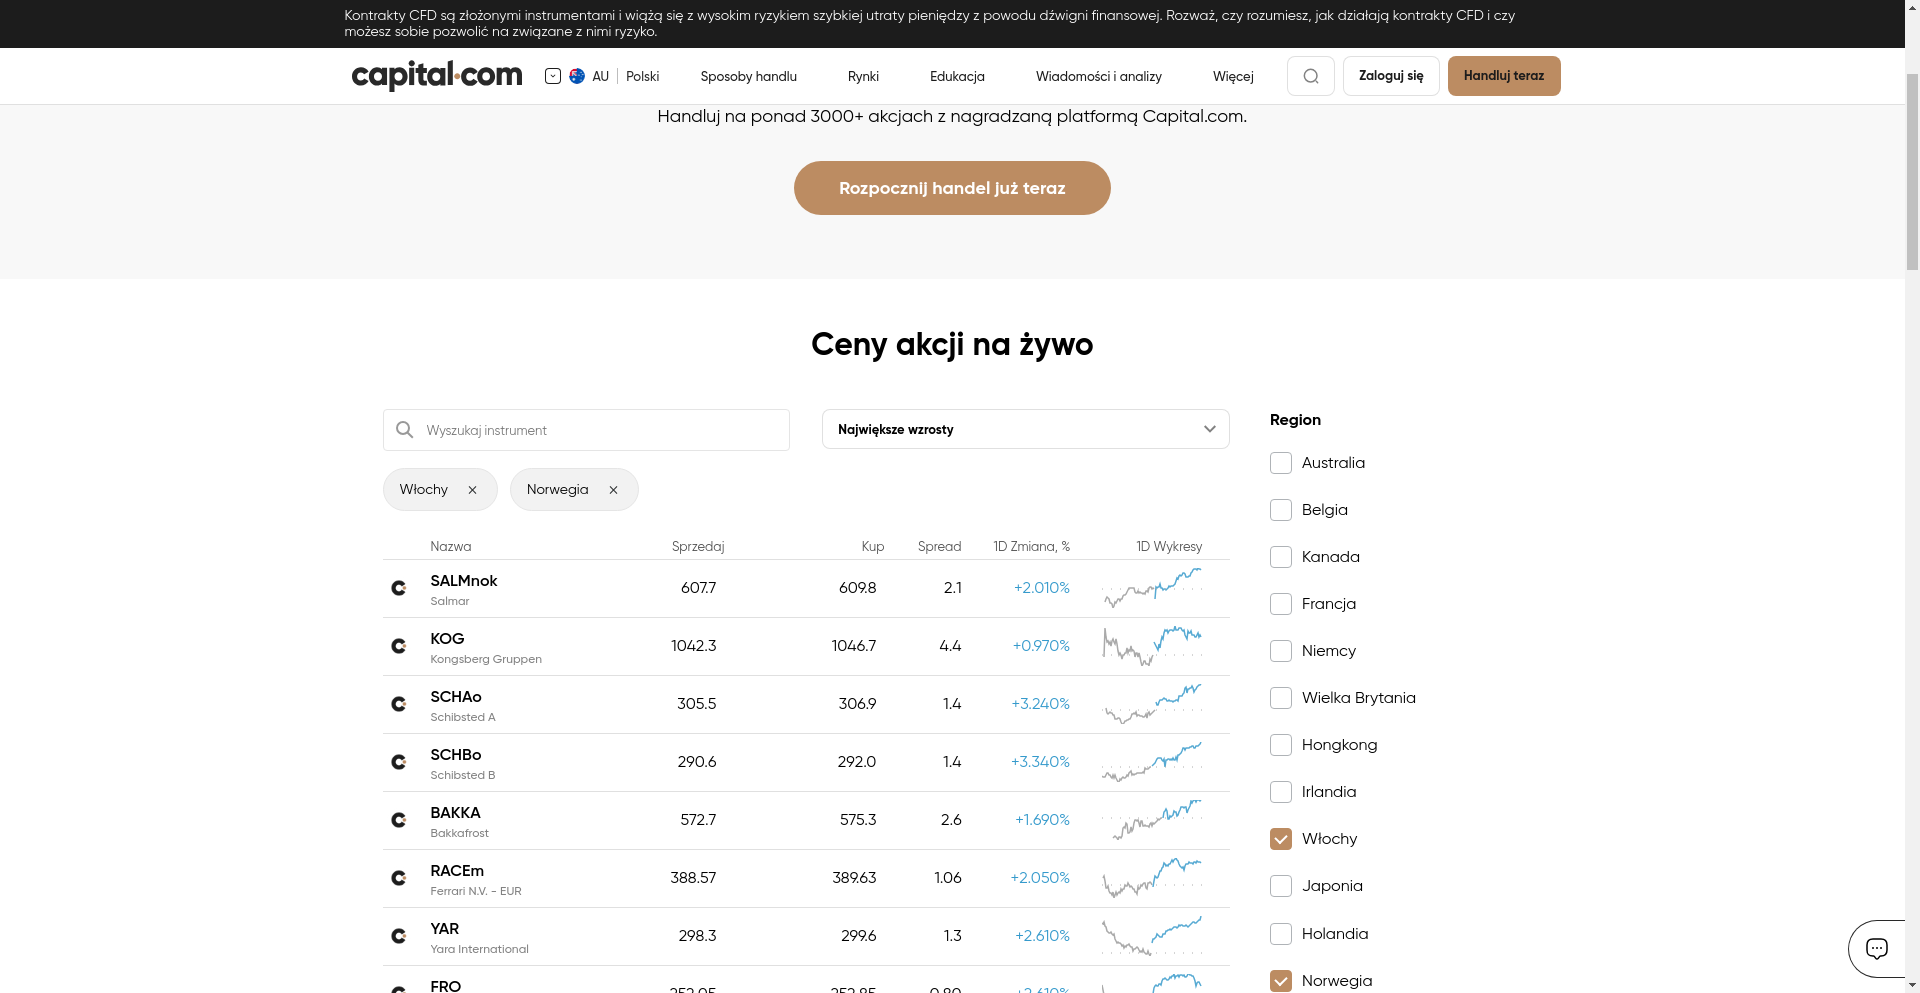 Kontrakty CFD są złożonymi instrumentami i wiążą się z wysokim ryzykiem szybkiej utraty pieniędzy z powodu dźwigni finansowej. Rozważ, czy rozumiesz, jak działają kontrakty CFD i czy
możesz sobie pozwolić na związane z nimi ryzyko.
capital.com AU Polski Sposoby handlu Rynki Edukacja Wiadomości i analizy Więcej Zaloguj się Handluj teraz
Handluj na ponad 3000+ akcjach z nagradzaną platformą Capital.com.
Rozpocznij handel już teraz
Ceny akcji na żywo
Wyszukaj instrument
Największe wzrosty
Włochy
Norwegia
Nazwa Sprzedaj Kup Spread 1D Zmiana, % 1D Wykresy
SALMnok 607.7 609.8 2.1 +2.010%
Salmar
KOG 1042.3 1046.7 4.4 +0.970%
Kongsberg Gruppen
SCHAo 305.5 306.9 1.4 +3.240%
Schibsted A
SCHBo 290.6 292.0 1.4 +3.340%
Schibsted B
BAKKA 572.7 575.3 2.6 +1.690%
Bakkafrost
RACEm 388.57 389.63 1.06 +2.050%
Ferrari N.V. - EUR
YAR 298.3 299.6 1.3 +2.610%
Yara International
FRO 252.05 252.85 0.80 +2.610%
Region
Australia
Belgia
Kanada
Francja
Niemcy
Wielka Brytania
Hongkong
Irlandia
Włochy
Japonia
Holandia
Norwegia